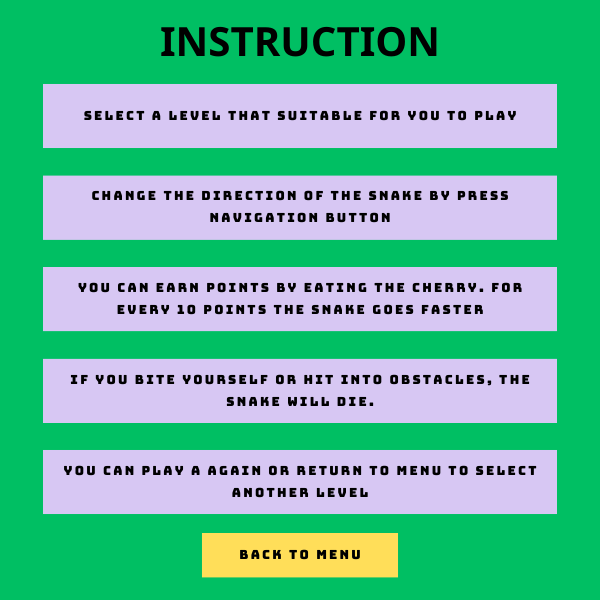 INSTRUCTION
SELECT A LEVEL THAT SUITABLE FOR YOU TO PLAY
CHANGE THE DIRECTION OF THE SNAKE BY PRESS
NAVIGATION BUTTON
YOU CAN EARN POINTS BY EATING THE CHERRY. FOR
EVERY 10 POINTS THE SNAKE GOES FASTER
IF YOU BITE YOURSELF OR HIT INTO OBSTACLES, THE
SNAKE WILL DIE.
YOU CAN PLAY A AGAIN OR RETURN TO MENU TO SELECT
ANOTHER LEVEL
BACK TO MENU